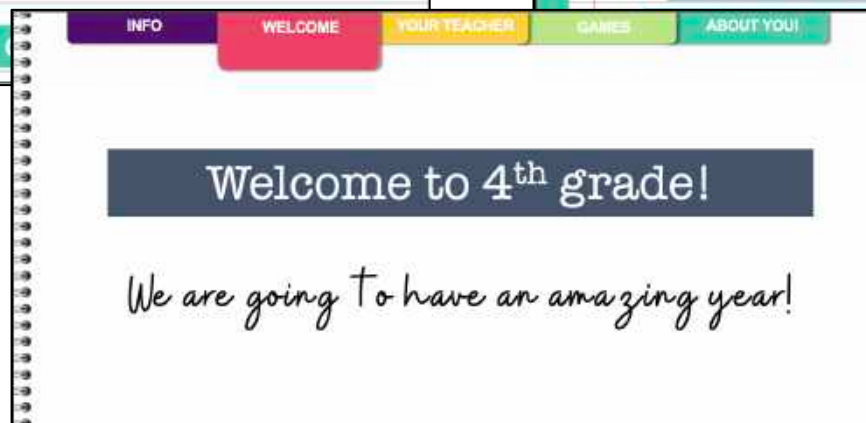 INFO WELCOME YOUR TEACHER GAMES ABOUT YOU!
Welcome to 4th grade!
We are going to have an amazing year!